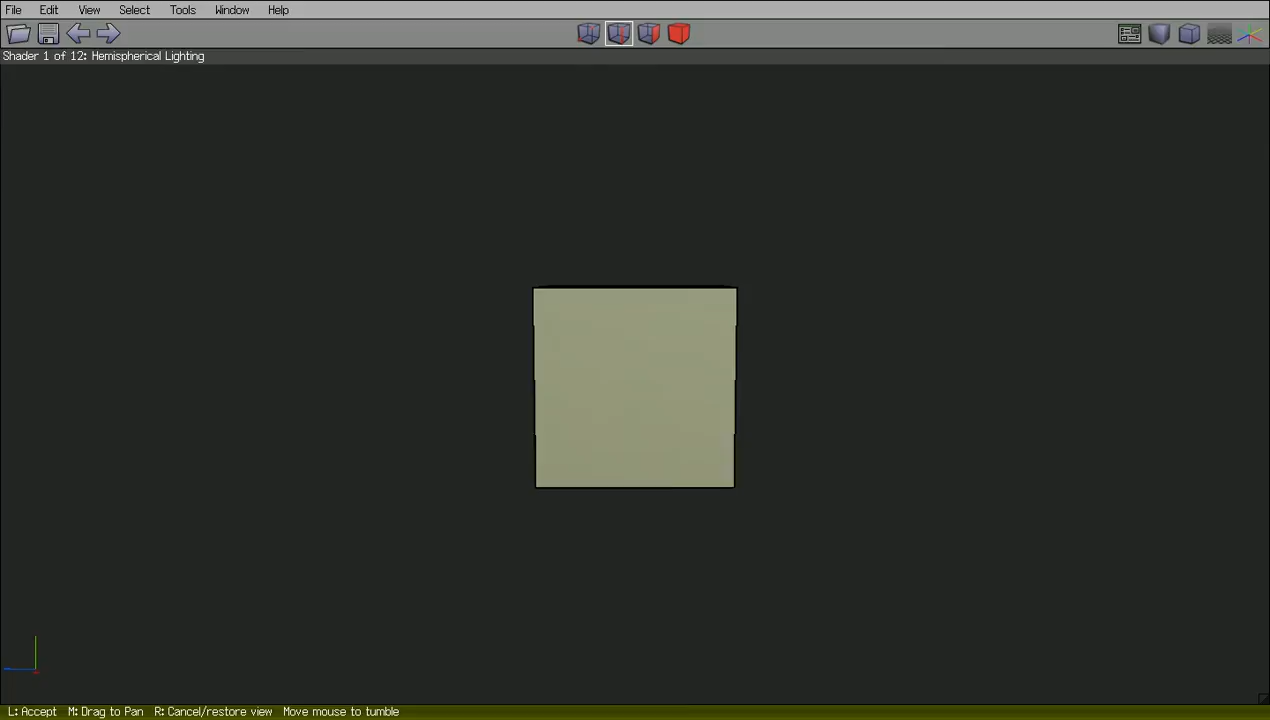 File Edit View Select Tools Window Help
Shader 1 of 12: Hemispherical Lighting
L: Accept M: Drag to Pan R: Cancel/restore view Move mouse to tumble